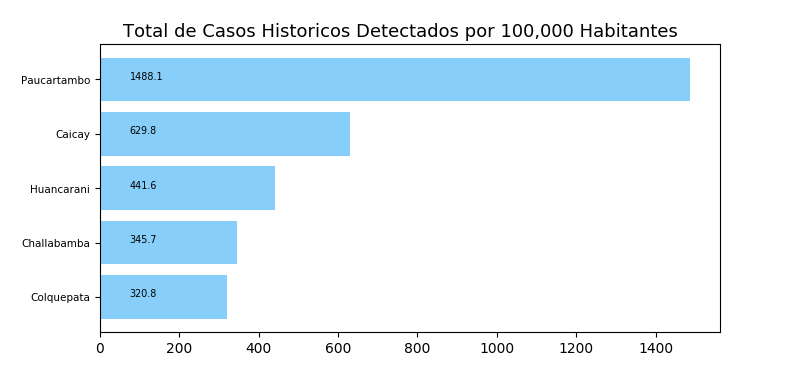 Total de Casos Historicos Detectados por 100,000 Habitantes
Paucartambo 1488.1
Caicay 629.8
Huancarani 441.6
Challabamba 345.7
Colquepata 320.8
0 200 400 600 800 1000 1200 1400